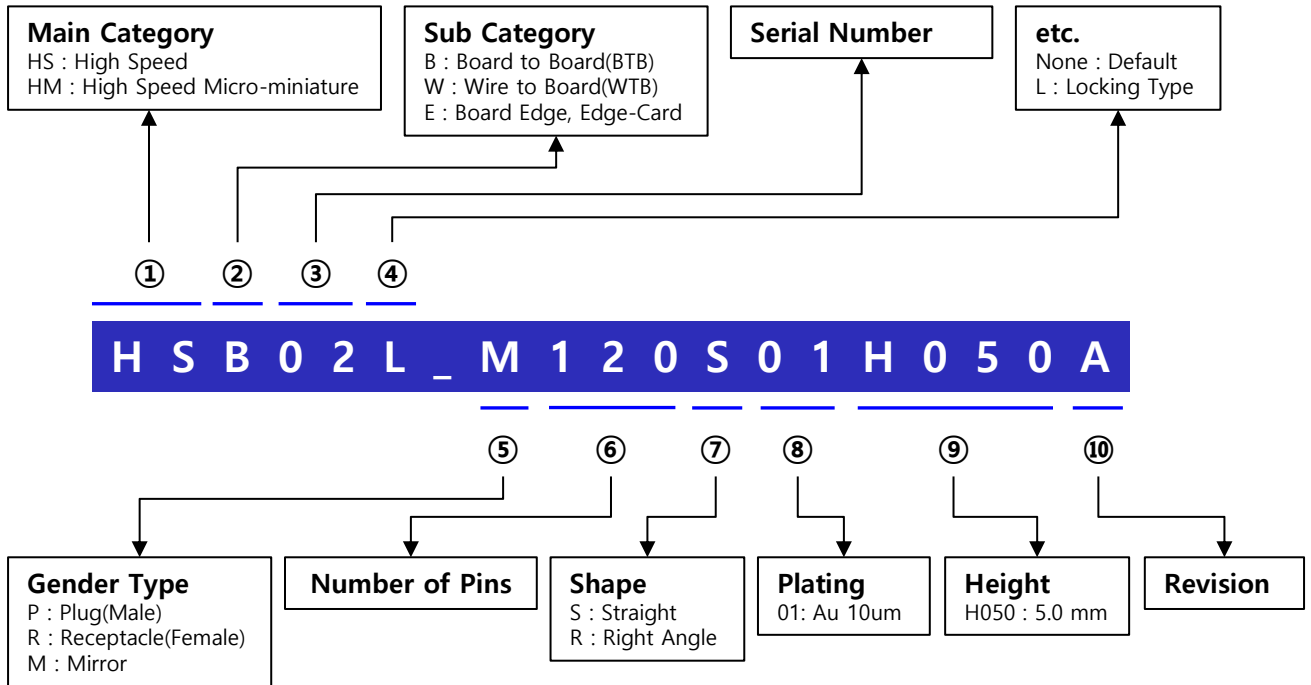 Main Category
HS : High Speed
HM : High Speed Micro-miniature
Sub Category
B : Board to Board(BTB)
W : Wire to Board(WTB)
E : Board Edge, Edge-Card
Serial Number
etc.
None : Default
L : Locking Type
① ② ③ ④
H S B 0 2 L _ M 1 2 0 S 0 1 H 0 5 0 A
⑤ ⑥ ⑦ ⑧ ⑨ ⑩
Gender Type
P : Plug(Male)
R : Receptacle(Female)
M : Mirror
Number of Pins
Shape
S : Straight
R : Right Angle
Plating
01: Au 10um
Height
H050 : 5.0 mm
Revision